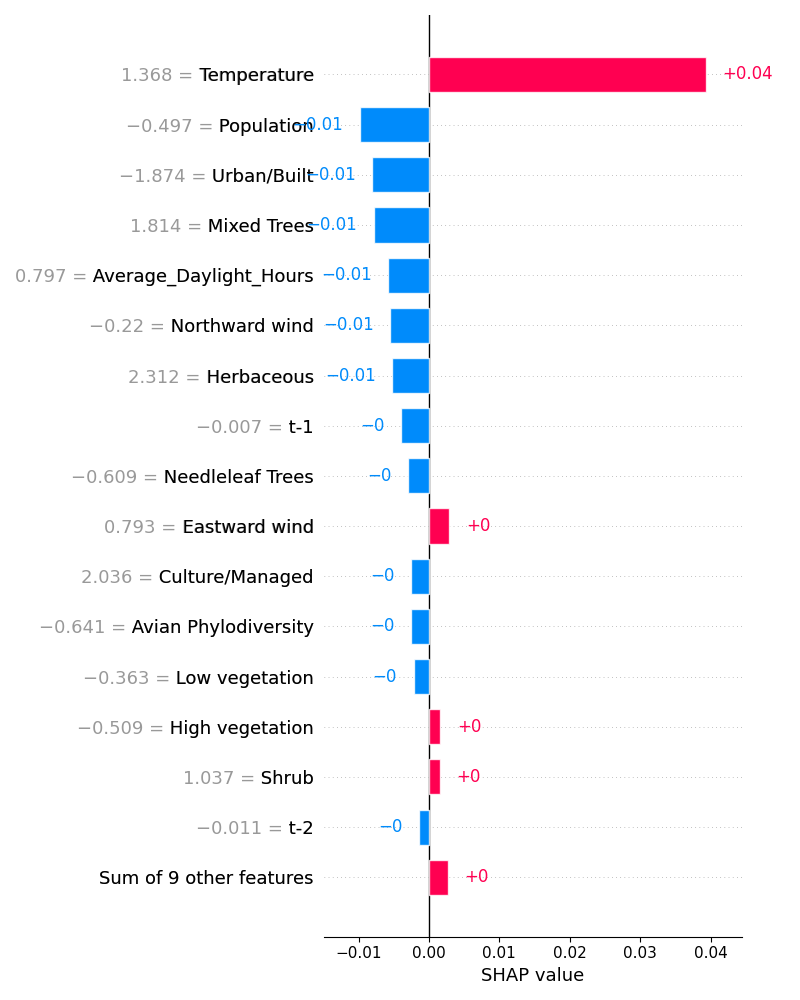 1.368 = Temperature +0.04
−0.497 = Population −0.01
−1.874 = Urban/Built −0.01
1.814 = Mixed Trees −0.01
0.797 = Average_Daylight_Hours −0.01
−0.22 = Northward wind −0.01
2.312 = Herbaceous −0.01
−0.007 = t-1 −0
−0.609 = Needleleaf Trees −0
0.793 = Eastward wind +0
2.036 = Culture/Managed −0
−0.641 = Avian Phylodiversity −0
−0.363 = Low vegetation −0
−0.509 = High vegetation +0
1.037 = Shrub +0
−0.011 = t-2 −0
Sum of 9 other features +0
−0.01 0.00 0.01 0.02 0.03 0.04
SHAP value